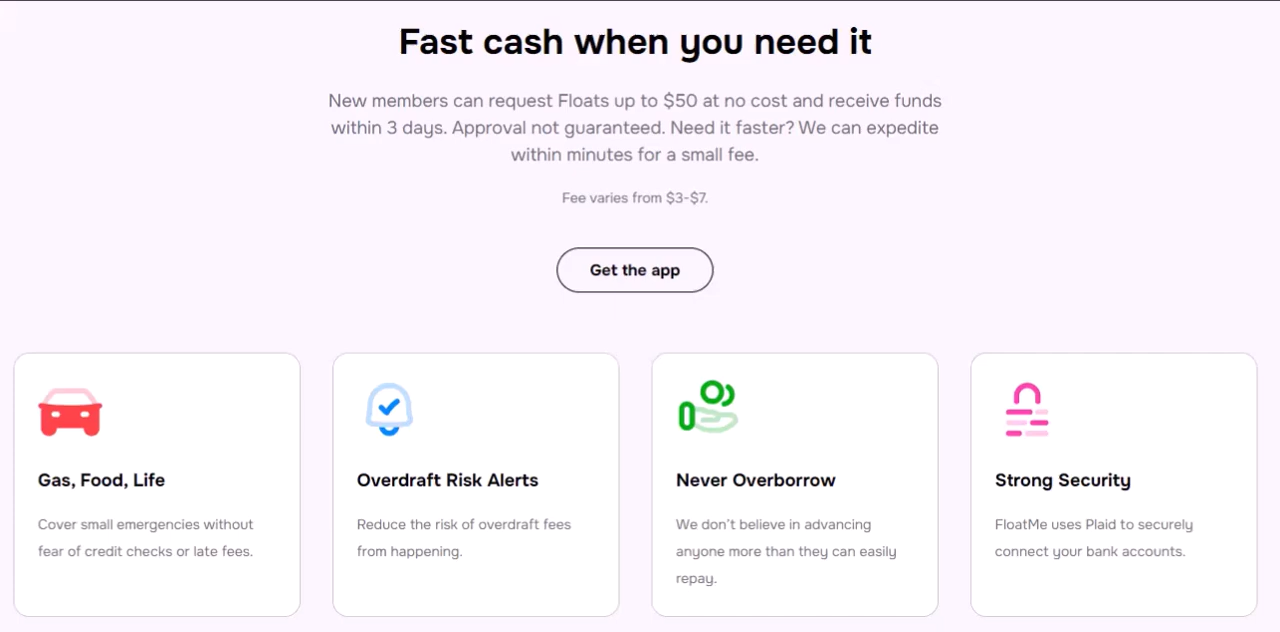 Fast cash when you need it
New members can request Floats up to $50 at no cost and receive funds
within 3 days. Approval not guaranteed. Need it faster? We can expedite
within minutes for a small fee.
Fee varies from $3-$7.
Get the app
Gas, Food, Life
Cover small emergencies without
fear of credit checks or late fees.
Overdraft Risk Alerts
Reduce the risk of overdraft fees
from happening.
Never Overborrow
We don't believe in advancing
anyone more than they can easily
repay.
Strong Security
FloatMe uses Plaid to securely
connect your bank accounts.